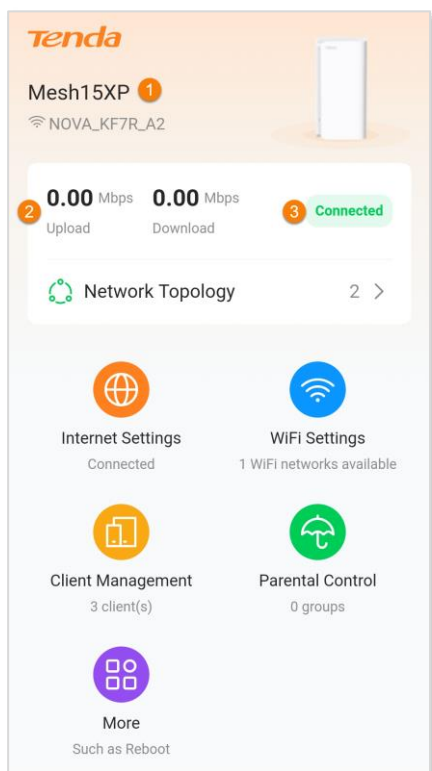 Tenda
Mesh15XP 1
NOVA_KF7R_A2
2 0.00 Mbps 0.00 Mbps 3 Connected
Upload Download
Network Topology 2 >
Internet Settings WiFi Settings
Connected 1 WiFi networks available
Client Management Parental Control
3 client(s) 0 groups
More
Such as Reboot